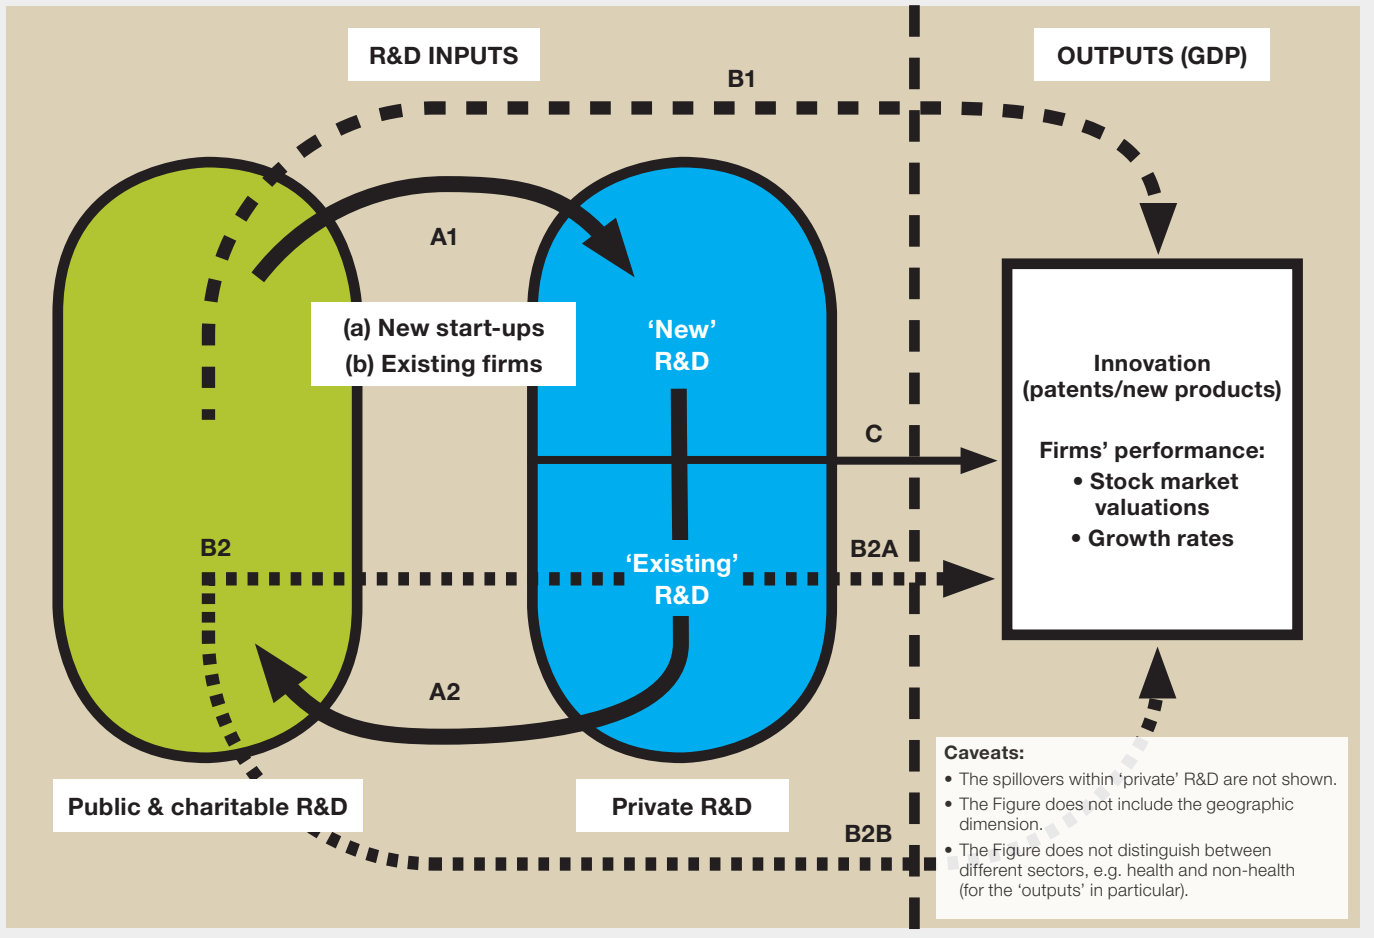 R&D INPUTS
OUTPUTS (GDP)
B1
A1
(a) New start-ups
(b) Existing firms
‘New’
R&D
C
Innovation
(patents/new products)
Firms’ performance:
• Stock market
valuations
• Growth rates
B2
‘Existing’
R&D
B2A
A2
Public & charitable R&D
Private R&D
B2B
Caveats:
• The spillovers within ‘private’ R&D are not shown.
• The Figure does not include the geographic
dimension.
• The Figure does not distinguish between
different sectors, e.g. health and non-health
(for the ‘outputs’ in particular).